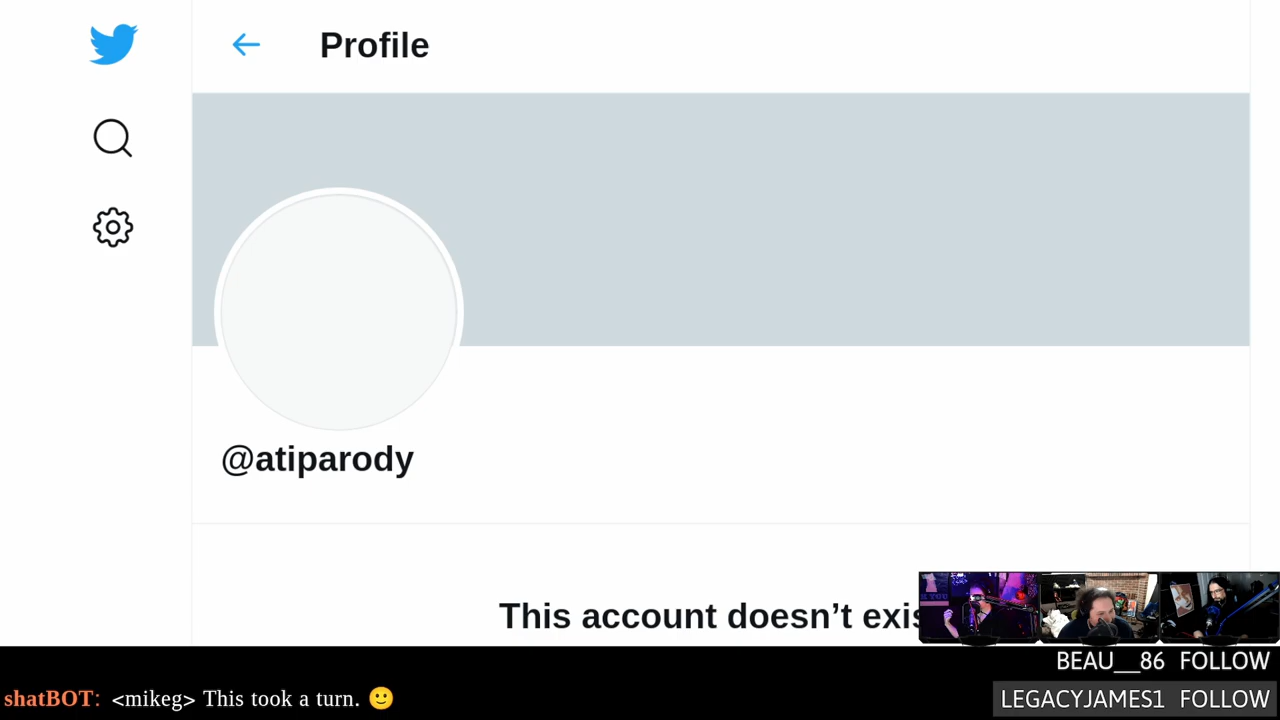 Profile
@atiparody
This account doesn’t exis
BEAU__86 FOLLOW
shatBOT: <mikeg> This took a turn. 🙂
LEGACYJAMES1 FOLLOW